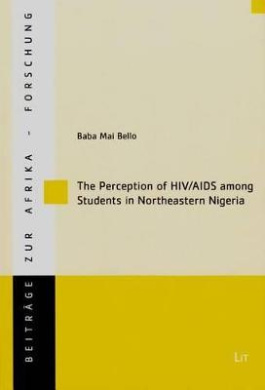 BEITRÄGE ZUR AFRIKA - FORSCHUNG
Baba Mai Bello
The Perception of HIV/AIDS among
Students in Northeastern Nigeria
LIT